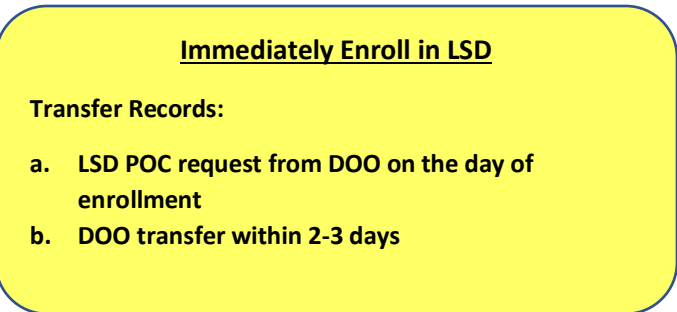 Immediately Enroll in LSD
Transfer Records:
a. LSD POC request from DOO on the day of
enrollment
b. DOO transfer within 2-3 days